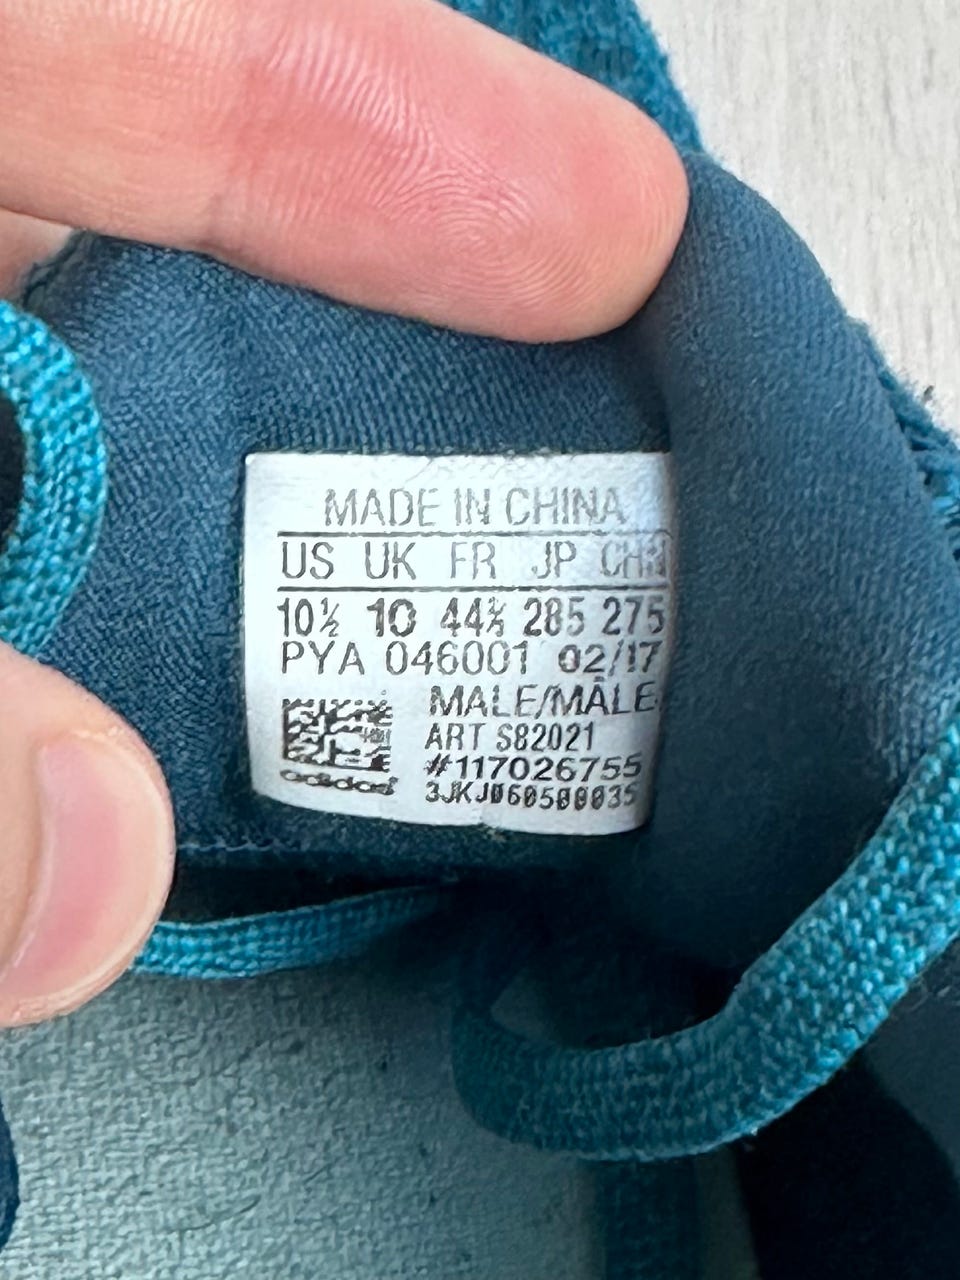 MADE IN CHINA
US UK FR JP CHN
10½ 10 44⅔ 285 275
PYA 046001 02/17
MALE/MÂLE
ART S82021
#117026755
adidas
3JKJ060500035